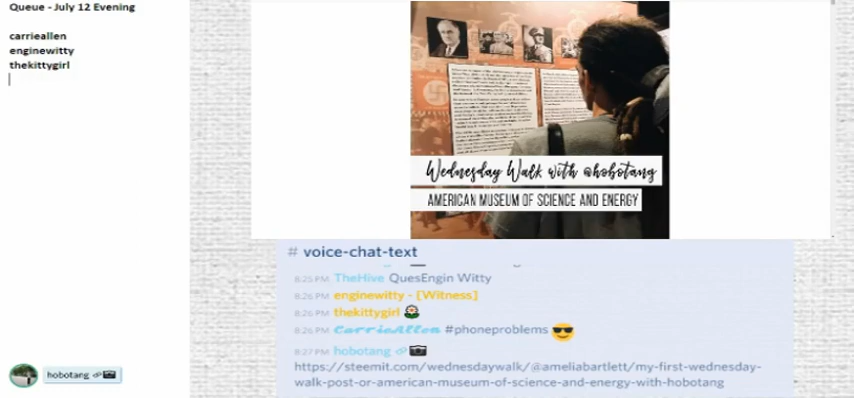 Queue - July 12 Evening
carrieallen
enginewitty
thekittygirl
Wednesday Walk with @hobotang
AMERICAN MUSEUM OF SCIENCE AND ENERGY
# voice-chat-text
8:25 PM TheHive QuesEngin Witty
8:26 PM enginewitty - [Witness]
8:26 PM thekittygirl
8:26 PM CarrieAllen #phoneproblems 😎
8:27 PM hobotang
https://steemit.com/wednesdaywalk/@ameliabartlett/my-first-wednesday-
walk-post-or-american-museum-of-science-and-energy-with-hobotang
hobotang